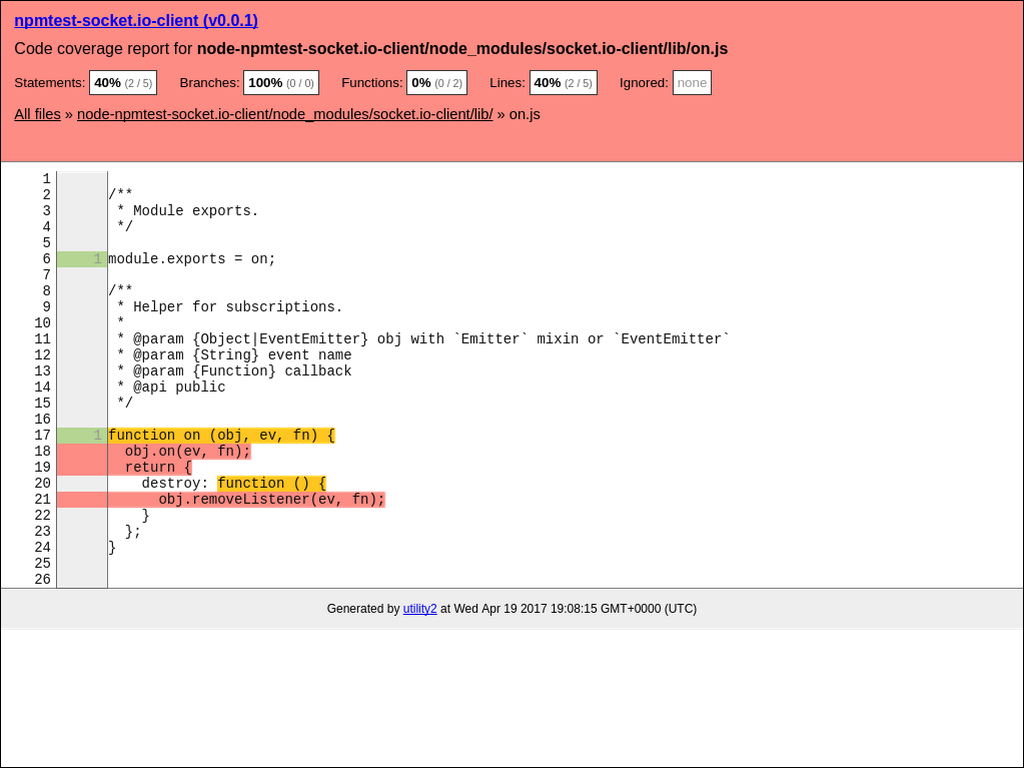 npmtest-socket.io-client (v0.0.1)
Code coverage report for node-npmtest-socket.io-client/node_modules/socket.io-client/lib/on.js
Statements: 40% (2 / 5) Branches: 100% (0 / 0) Functions: 0% (0 / 2) Lines: 40% (2 / 5) Ignored: none
All files » node-npmtest-socket.io-client/node_modules/socket.io-client/lib/ » on.js
1
2 /**
3  * Module exports.
4  */
5
6 1 module.exports = on;
7
8 /**
9  * Helper for subscriptions.
10  *
11  * @param {Object|EventEmitter} obj with `Emitter` mixin or `EventEmitter`
12  * @param {String} event name
13  * @param {Function} callback
14  * @api public
15  */
16
17 1 function on (obj, ev, fn) {
18   obj.on(ev, fn);
19   return {
20     destroy: function () {
21       obj.removeListener(ev, fn);
22     }
23   };
24 }
25
26
Generated by utility2 at Wed Apr 19 2017 19:08:15 GMT+0000 (UTC)